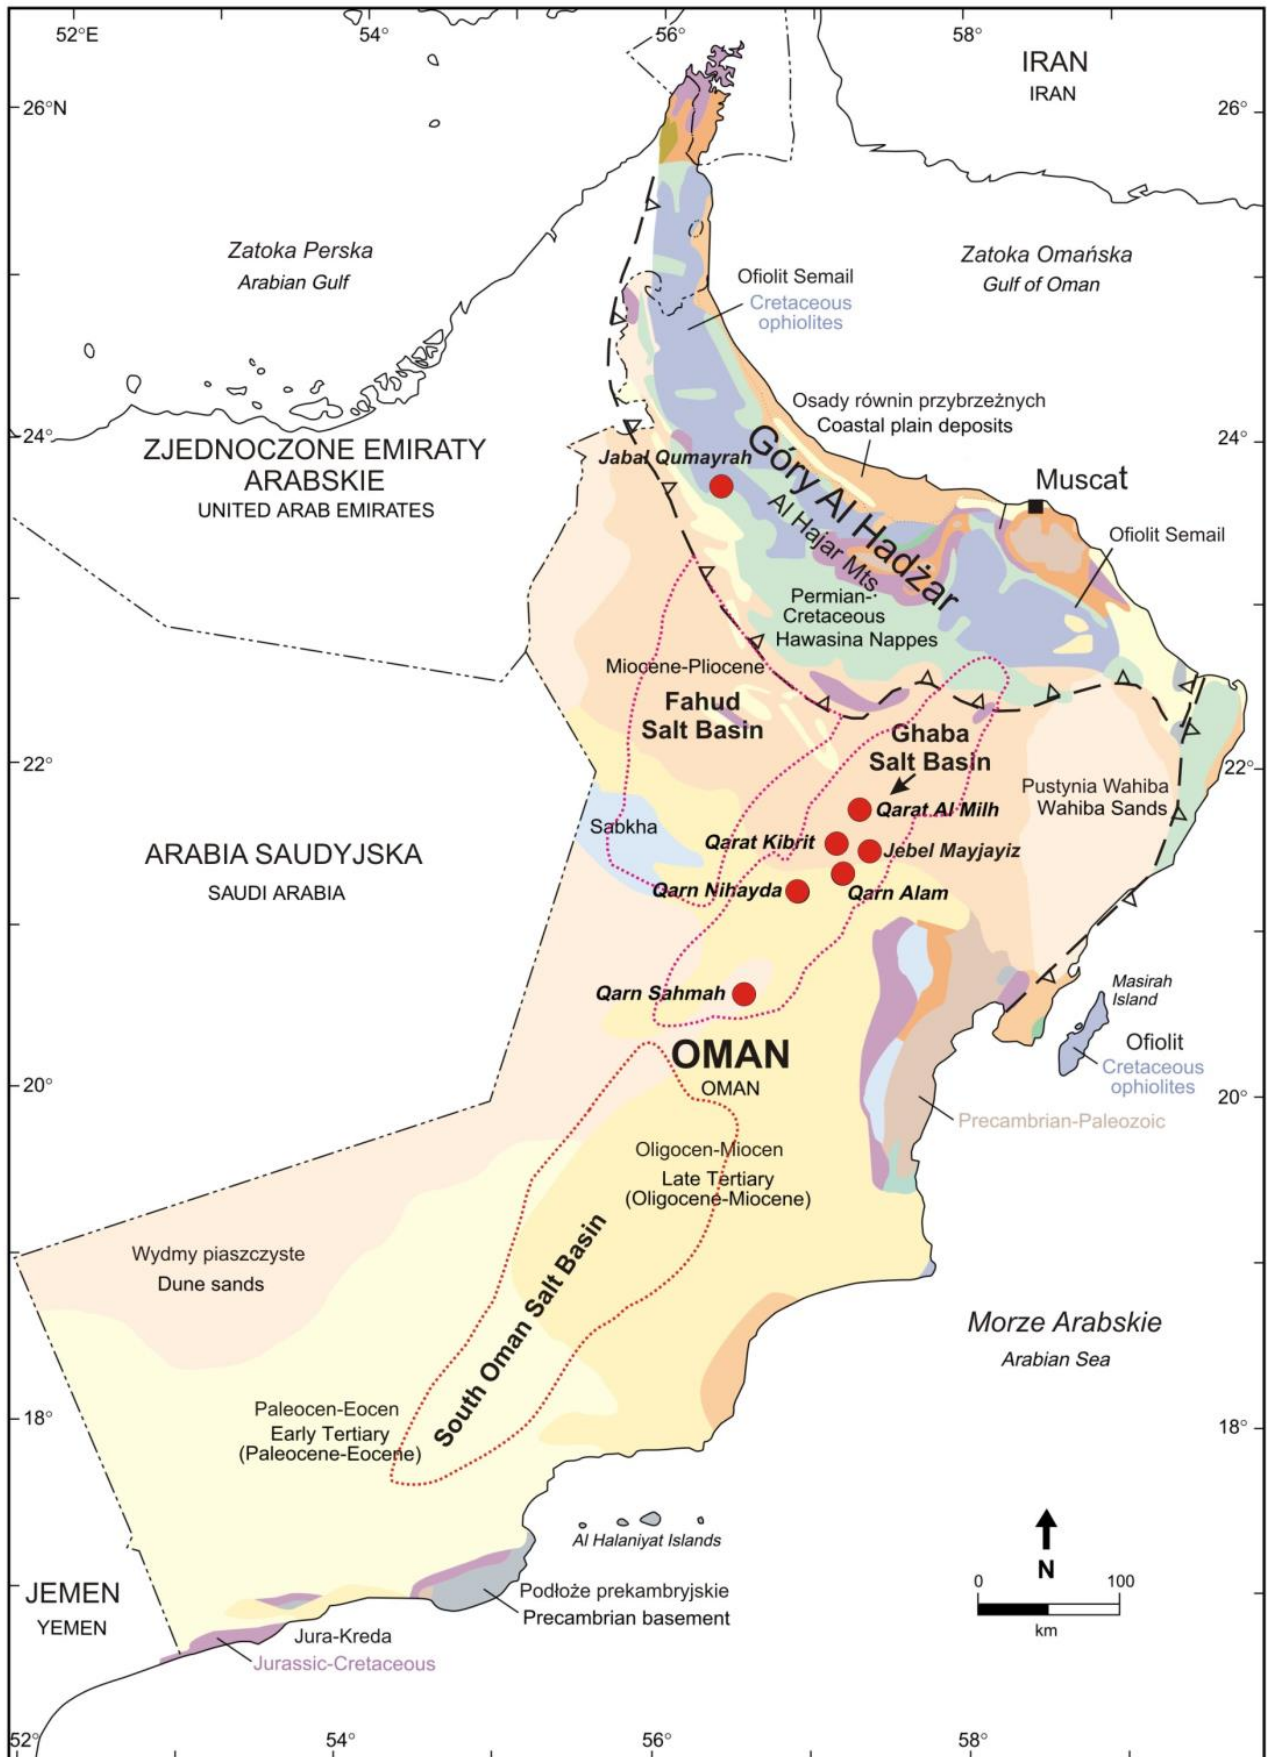 52°E
54°
56°
58°
IRAN
IRAN
26°N
26°
Zatoka Perska
Arabian Gulf
Zatoka Omańska
Gulf of Oman
Ofiolit Semail
Cretaceous
ophiolites
Osady równin przybrzeżnych
Coastal plain deposits
24°
24°
ZJEDNOCZONE EMIRATY
ARABSKIE
UNITED ARAB EMIRATES
Jabal Qumayrah
Góry Al Hadżar
Al Hajar Mts.
Muscat
Ofiolit Semail
Permian-
Cretaceous
Hawasina Nappes
Miocene-Pliocene
Fahud
Salt Basin
Ghaba
Salt Basin
22°
22°
Pustynia Wahiba
Wahiba Sands
Sabkha
Qarat Al Milh
Qarat Kibrit
Jebel Mayjayiz
ARABIA SAUDYJSKA
SAUDI ARABIA
Qarn Nihayda
Qarn Alam
Qarn Sahmah
Masirah
Island
OMAN
OMAN
Ofiolit
Cretaceous
ophiolites
20°
20°
Precambrian-Paleozoic
Oligocen-Miocen
Late Tertiary
(Oligocene-Miocene)
Wydmy piaszczyste
Dune sands
South Oman Salt Basin
Morze Arabskie
Arabian Sea
18°
18°
Paleocen-Eocen
Early Tertiary
(Paleocene-Eocene)
Al Halaniyat Islands
N
0
100
km
JEMEN
YEMEN
Podłoże prekambryjskie
Precambrian basement
Jura-Kreda
Jurassic-Cretaceous
52°
54°
56°
58°